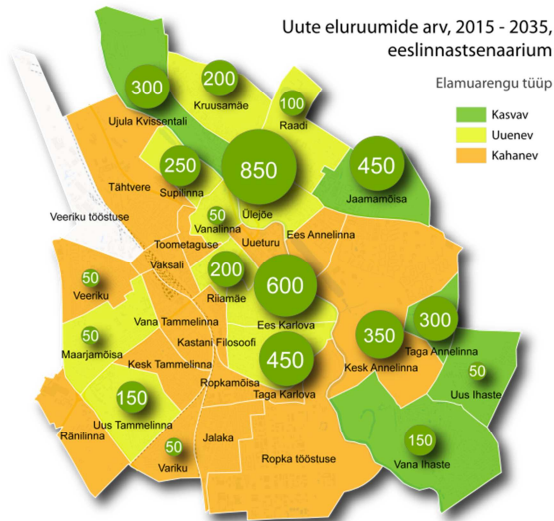 Uute eluruumide arv, 2015 - 2035,
eeslinnastsenaarium
Elamuarengu tüüp
Kasvav
Uuenev
Kahanev
300
Ujula Kvissentali
200
Kruusamäe
100
Raadi
250
Supilinna
850
Ülejõe
450
Jaamamõisa
Tähtvere
Veeriku tööstuse
50
Vanalinna
Toometaguse
Uueturu
Ees Annelinna
Vaksali
50
Veeriku
200
Riiamäe
600
Ees Karlova
Vana Tammelinna
Kastani Filosoofi
50
Maarjamõisa
Kesk Tammelinna
450
Taga Karlova
350
Kesk Annelinna
300
Taga Annelinna
50
Uus Ihaste
Ropkamõisa
150
Uus Tammelinna
Ränilinna
50
Variku
Jalaka
Ropka tööstuse
150
Vana Ihaste